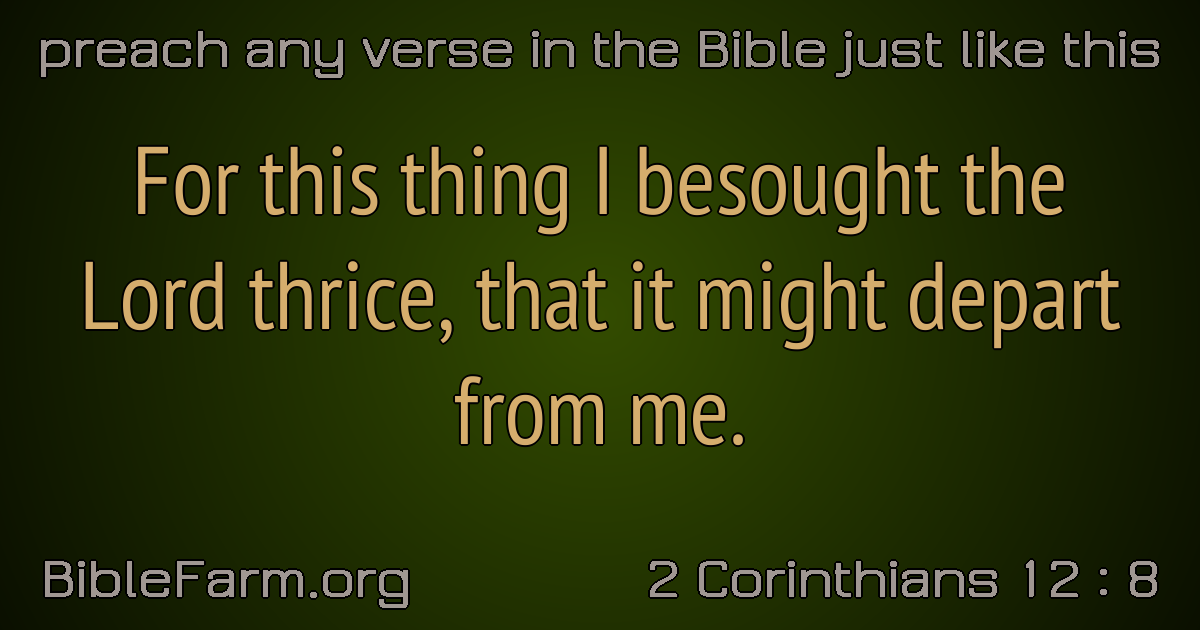 preach any verse in the Bible just like this
For this thing I besought the
Lord thrice, that it might depart
from me.
BibleFarm.org
2 Corinthians 12 : 8